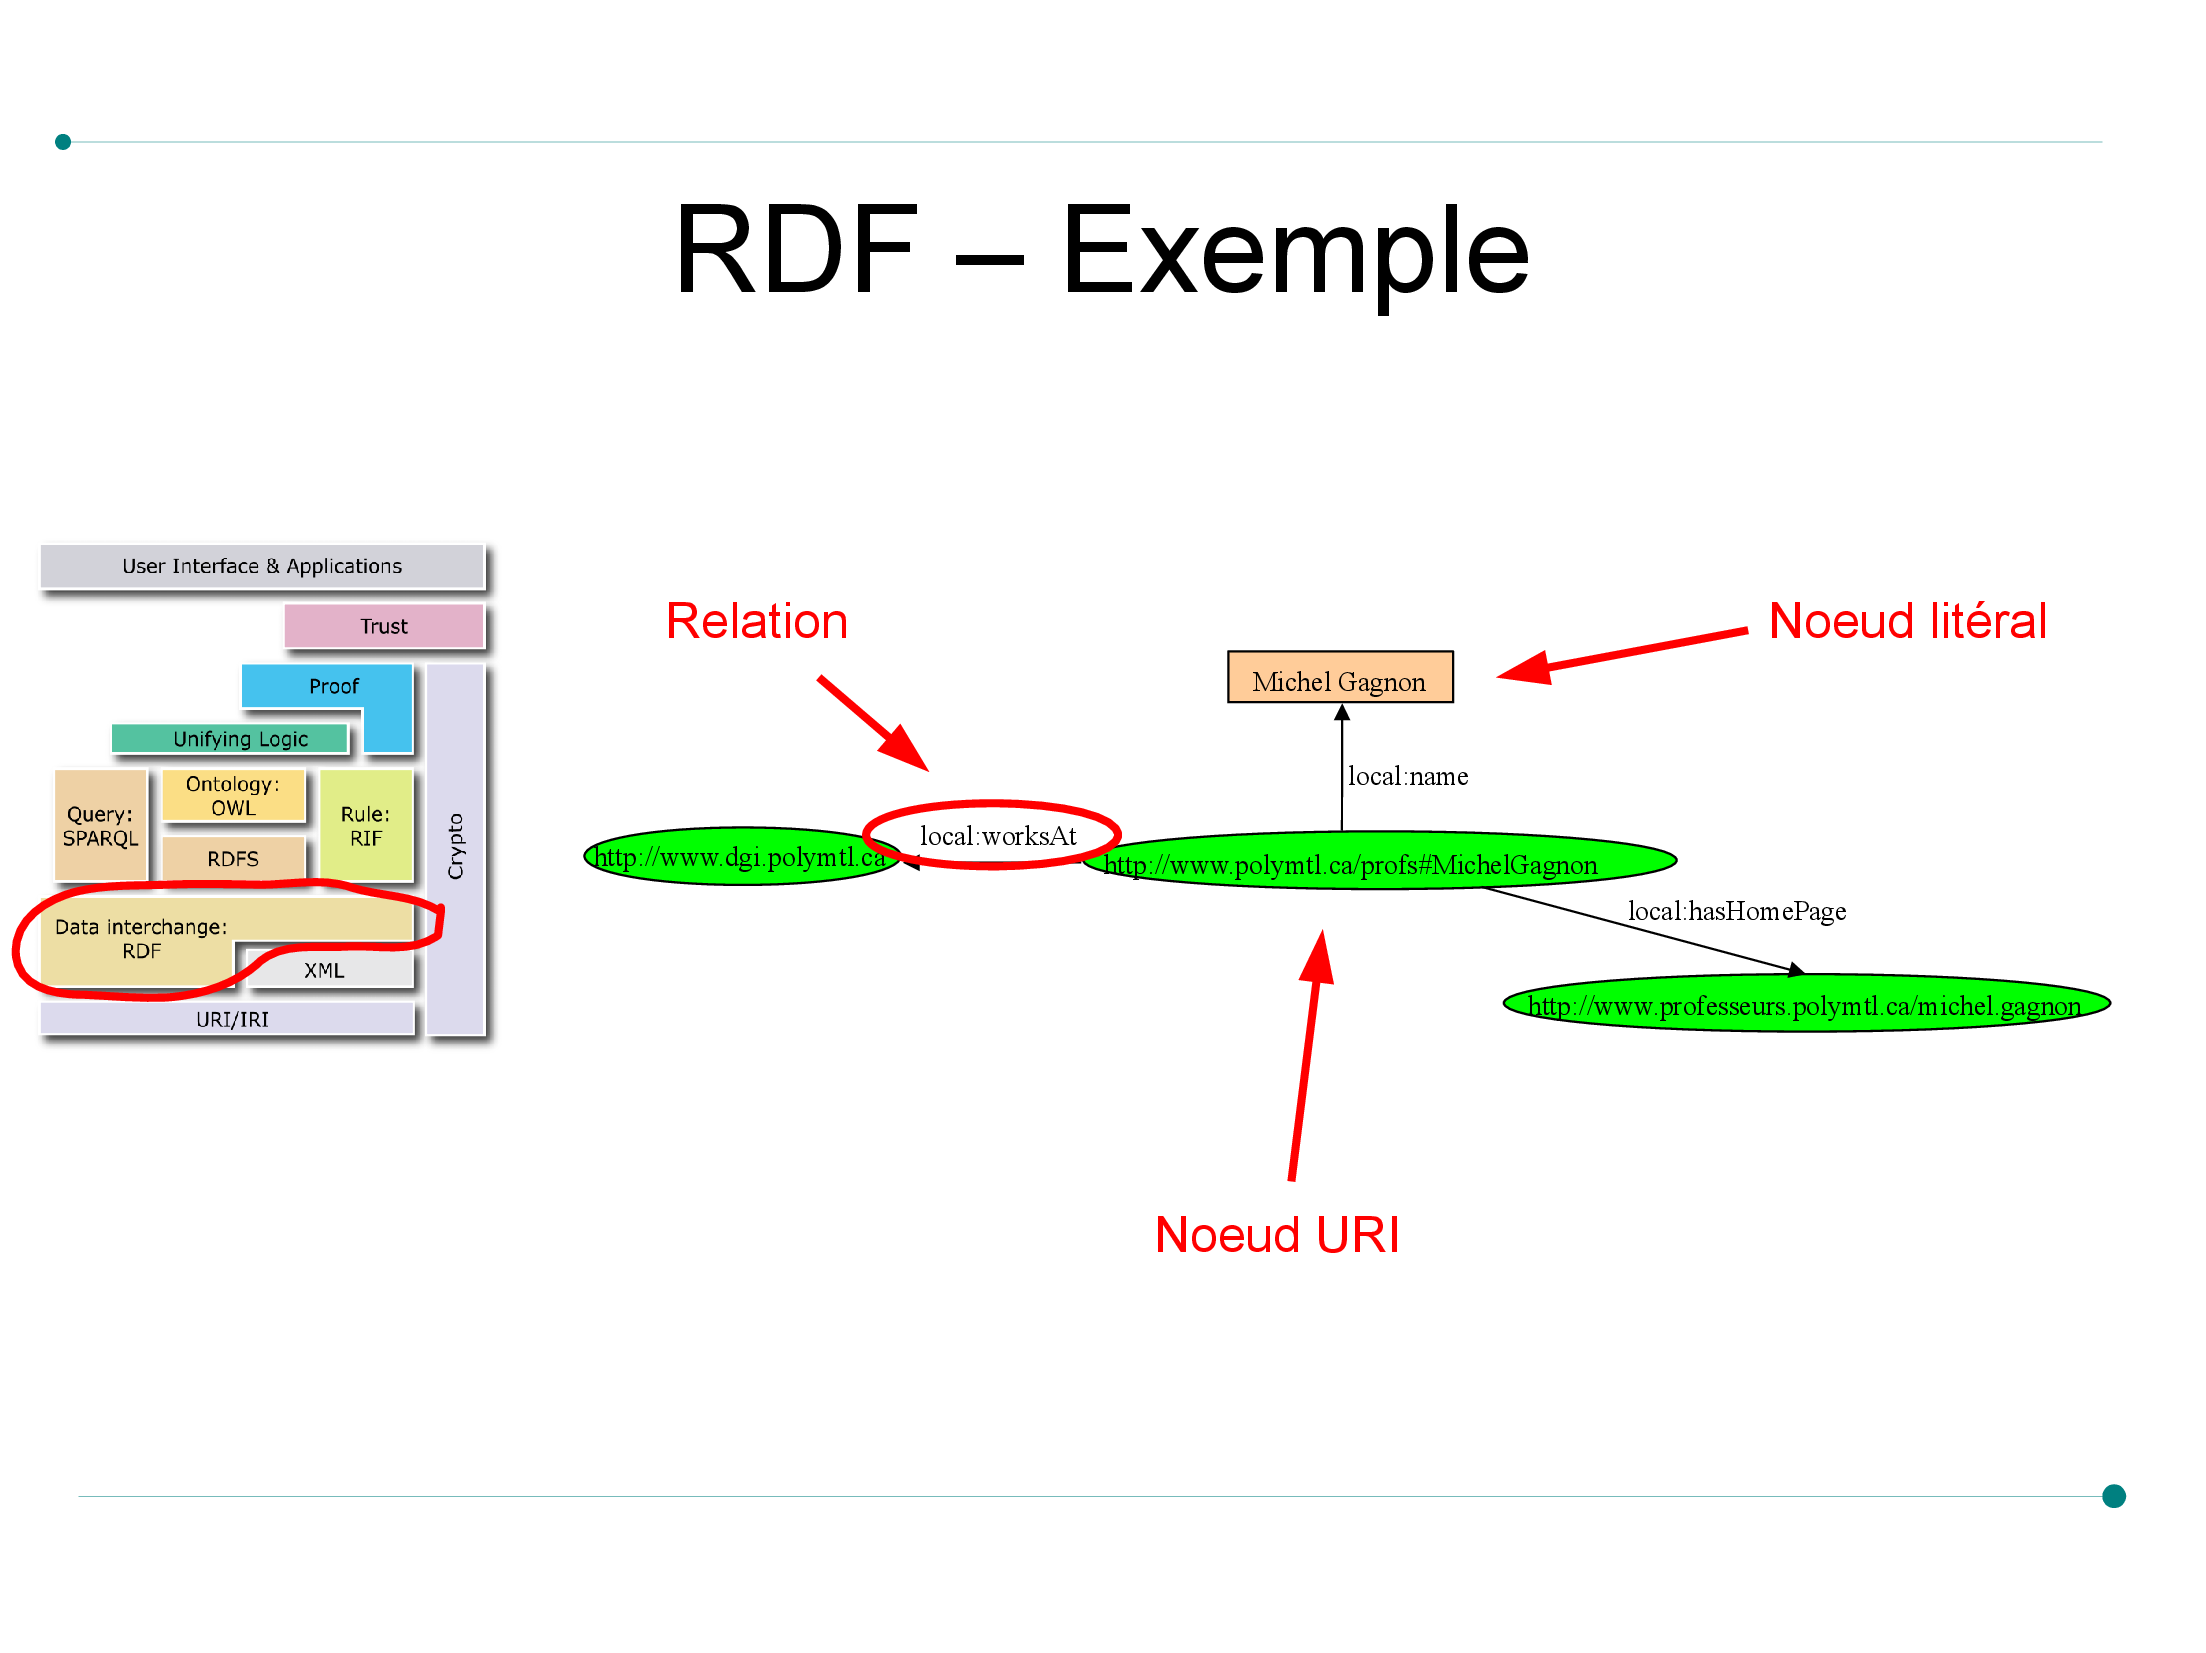 RDF – Exemple
User Interface & Applications
Trust
Proof
Unifying Logic
Query:
SPARQL
Ontology:
OWL
RDFS
Rule:
RIF
Crypto
Data interchange:
RDF
XML
URI/IRI
Relation
Noeud litéral
Michel Gagnon
local:name
local:worksAt
http://www.dgi.polymtl.ca
http://www.polymtl.ca/profs#MichelGagnon
local:hasHomePage
http://www.professeurs.polymtl.ca/michel.gagnon
Noeud URI